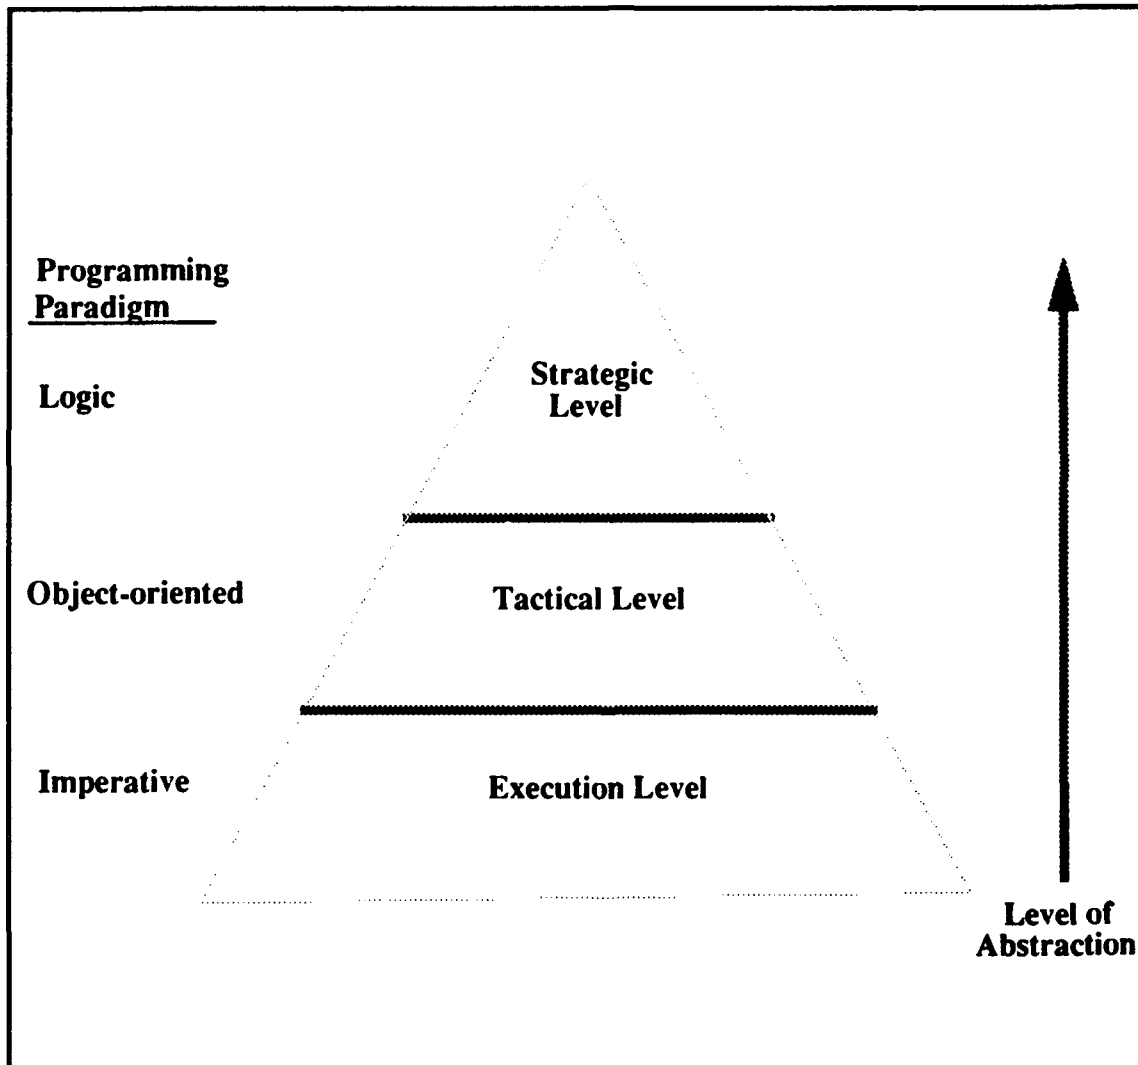 Programming
Paradigm
Logic
Strategic
Level
Object-oriented
Tactical Level
Imperative
Execution Level
Level of
Abstraction